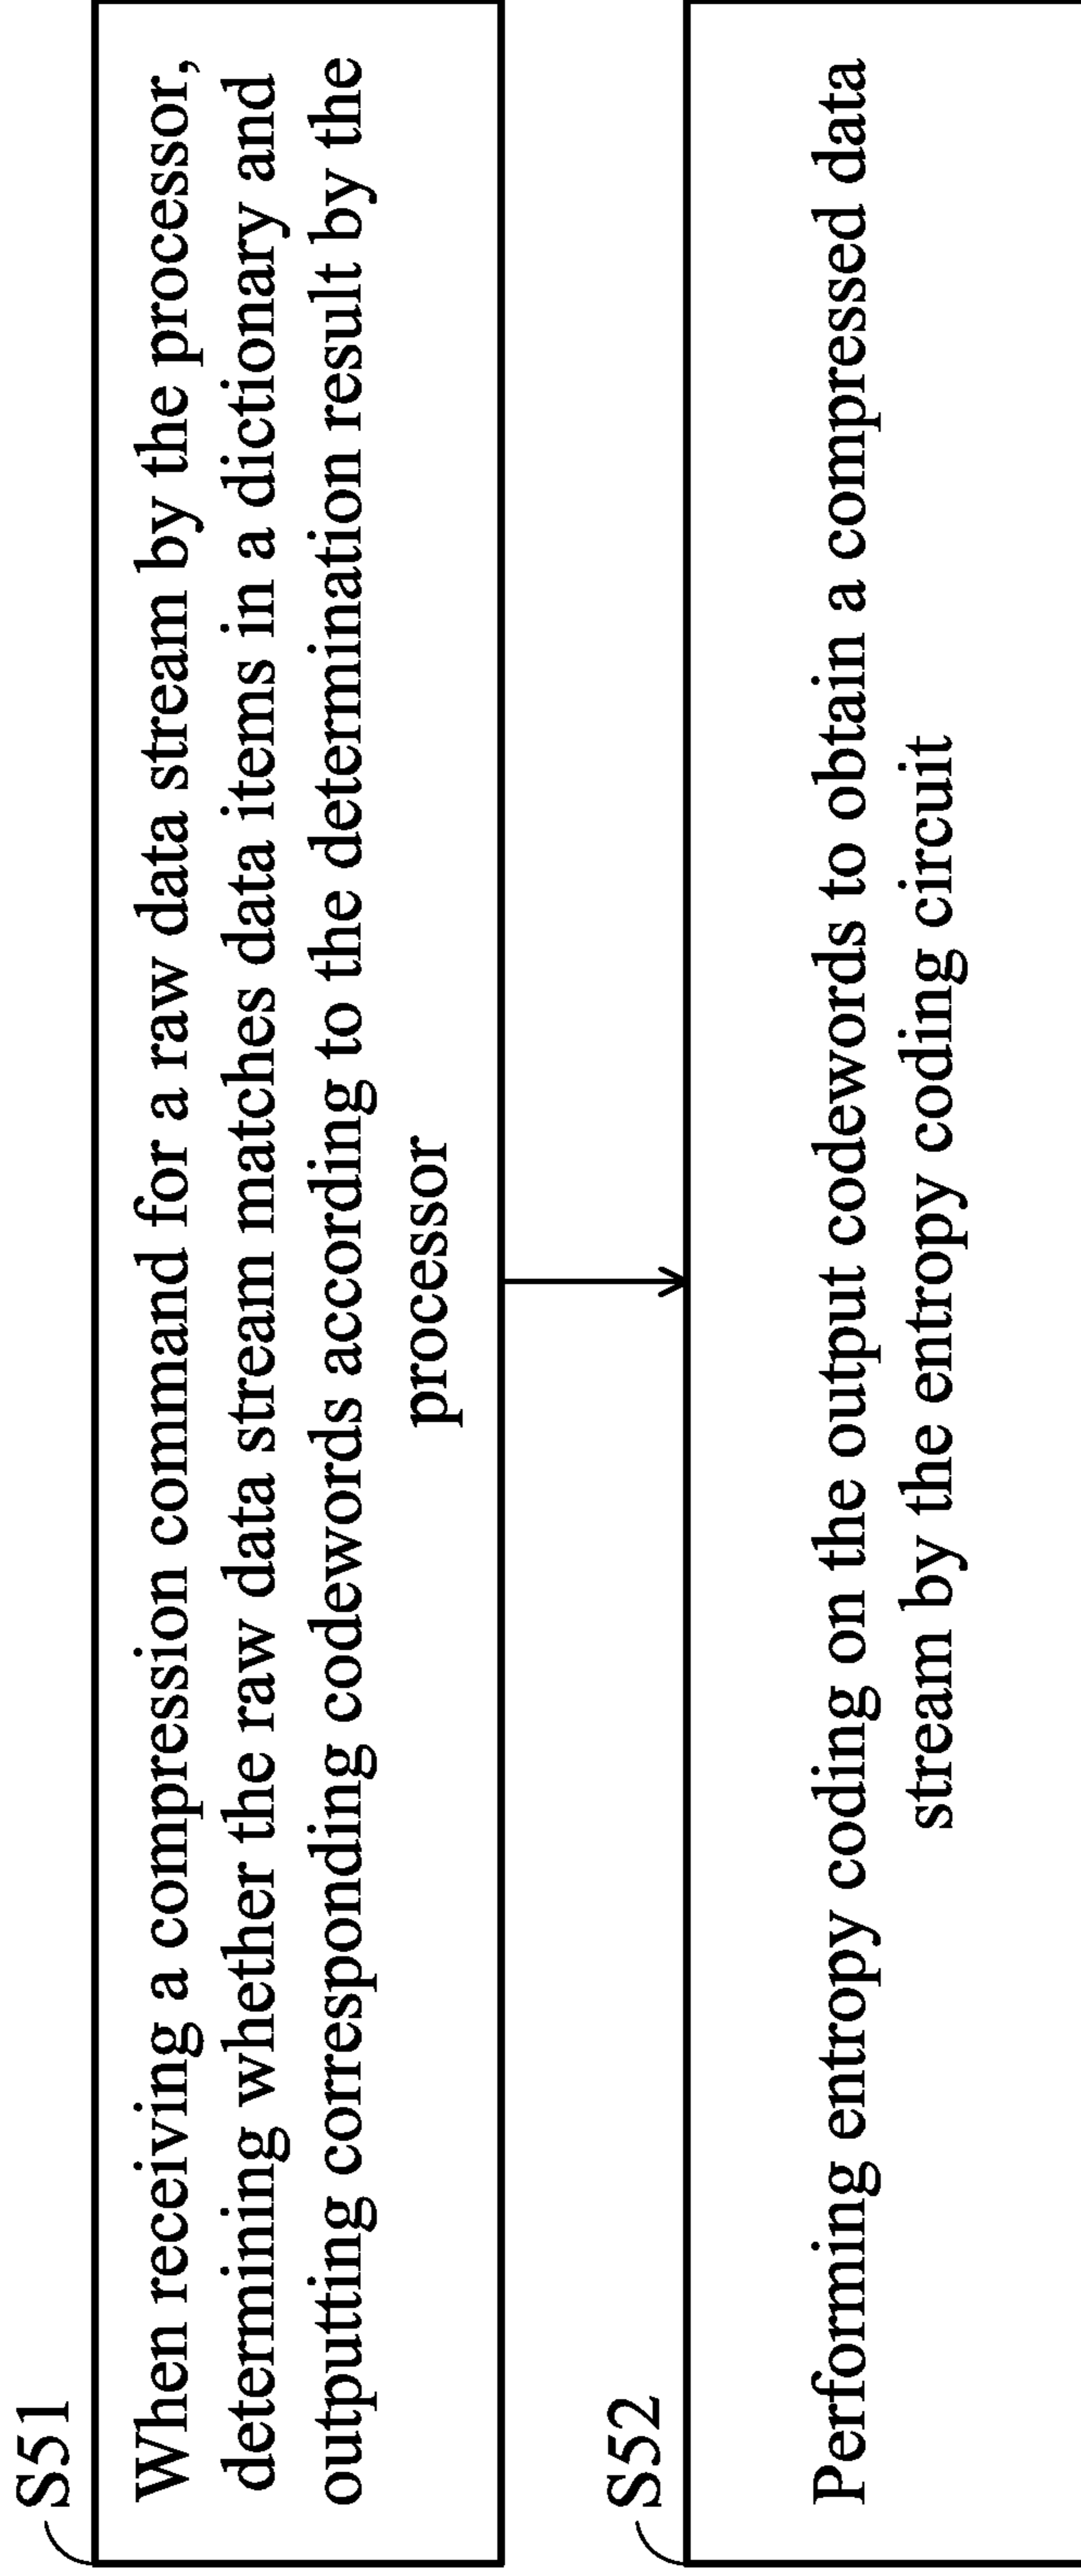 S51
When receiving a compression command for a raw data stream by the processor,
determining whether the raw data stream matches data items in a dictionary and
outputting corresponding codewords according to the determination result by the
processor
S52
Performing entropy coding on the output codewords to obtain a compressed data
stream by the entropy coding circuit